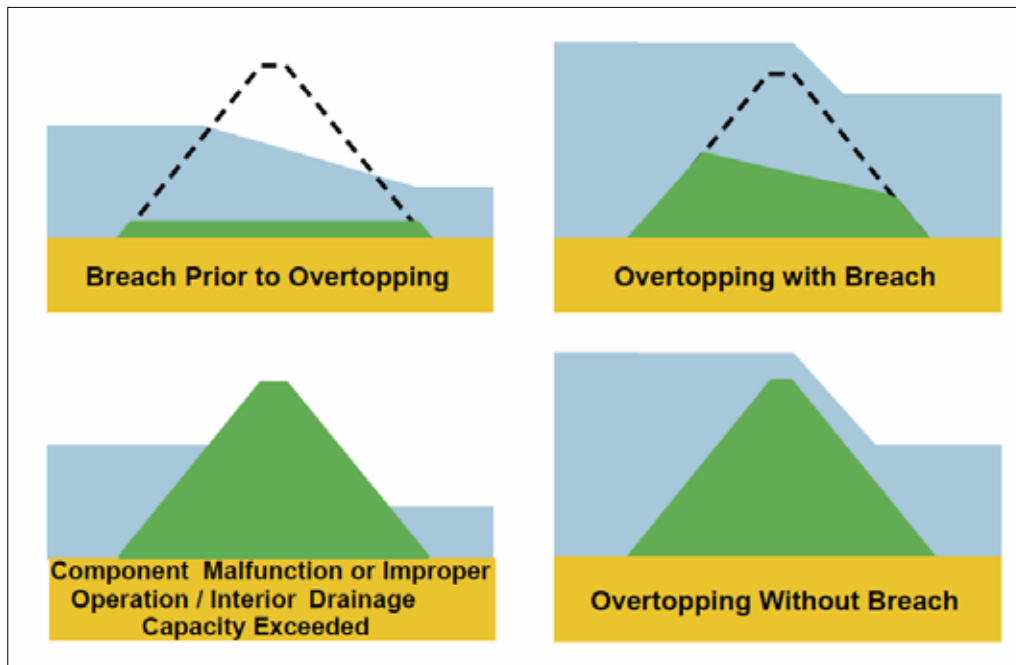 Breach Prior to Overtopping
Overtopping with Breach
Component Malfunction or Improper
Operation / Interior Drainage
Capacity Exceeded
Overtopping Without Breach